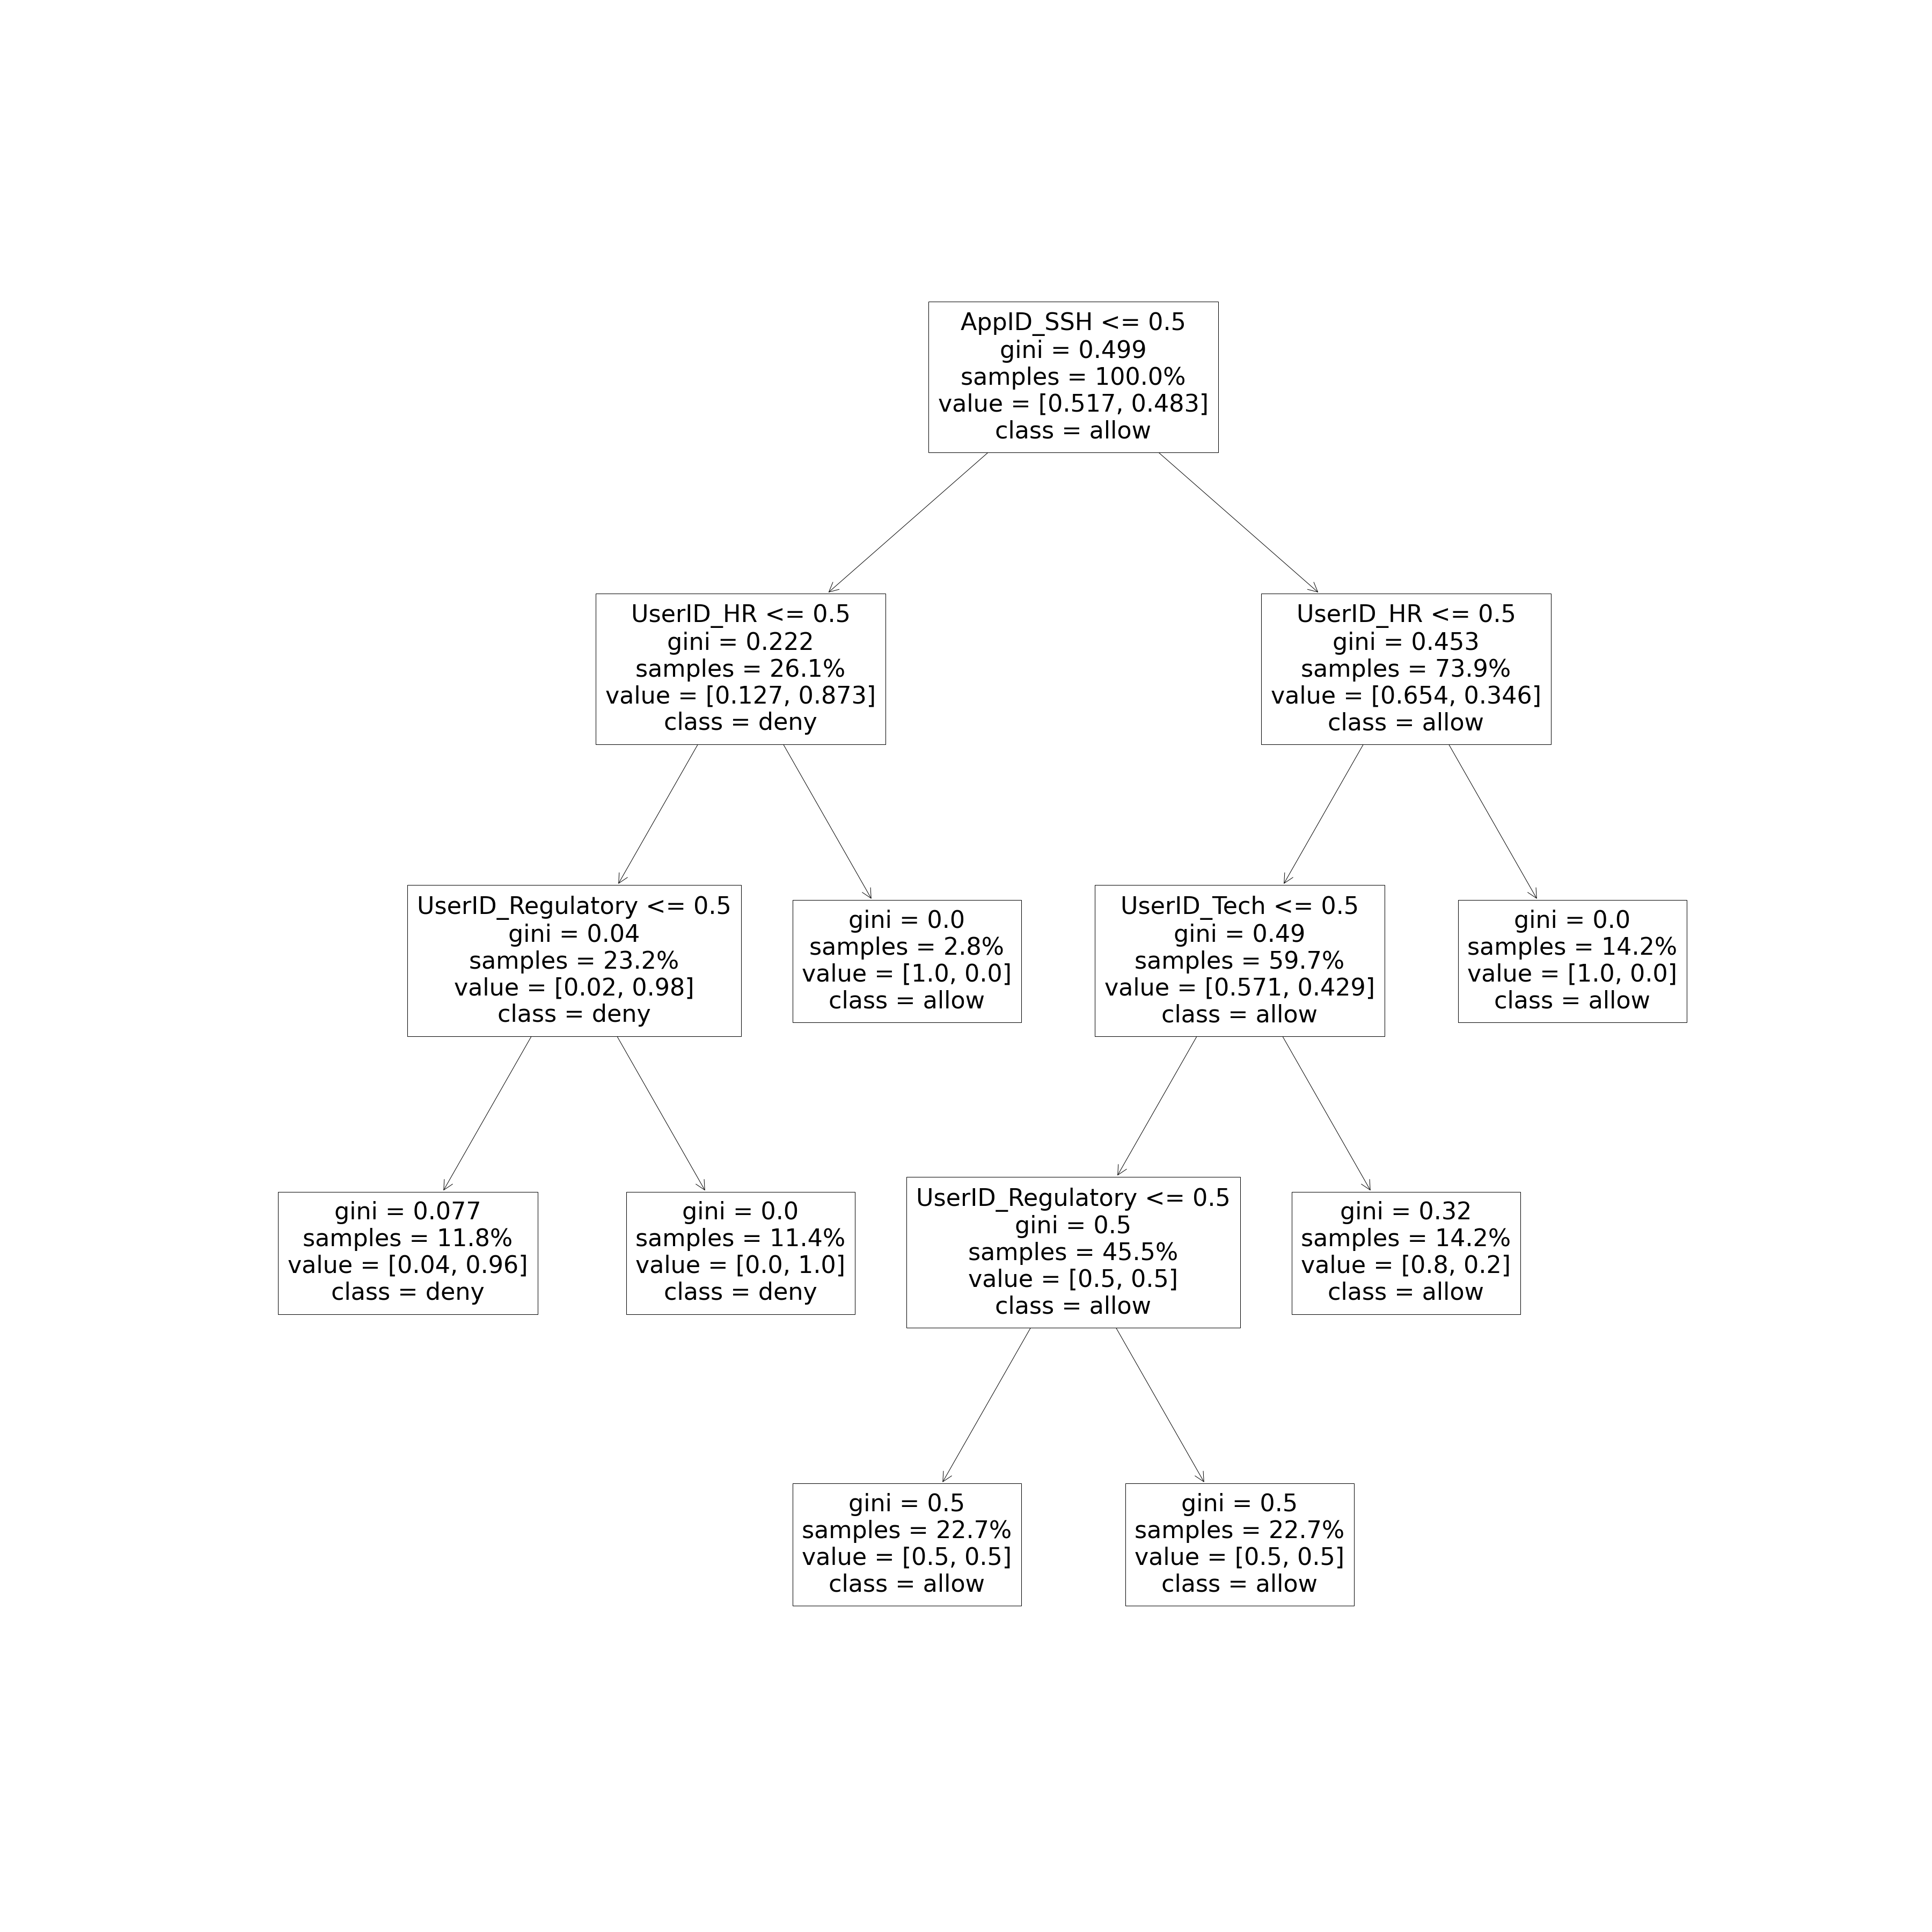 AppID_SSH <= 0.5
gini = 0.499
samples = 100.0%
value = [0.517, 0.483]
class = allow
UserID_HR <= 0.5
gini = 0.222
samples = 26.1%
value = [0.127, 0.873]
class = deny
UserID_HR <= 0.5
gini = 0.453
samples = 73.9%
value = [0.654, 0.346]
class = allow
UserID_Regulatory <= 0.5
gini = 0.04
samples = 23.2%
value = [0.02, 0.98]
class = deny
gini = 0.0
samples = 2.8%
value = [1.0, 0.0]
class = allow
UserID_Tech <= 0.5
gini = 0.49
samples = 59.7%
value = [0.571, 0.429]
class = allow
gini = 0.0
samples = 14.2%
value = [1.0, 0.0]
class = allow
gini = 0.077
samples = 11.8%
value = [0.04, 0.96]
class = deny
gini = 0.0
samples = 11.4%
value = [0.0, 1.0]
class = deny
UserID_Regulatory <= 0.5
gini = 0.5
samples = 45.5%
value = [0.5, 0.5]
class = allow
gini = 0.32
samples = 14.2%
value = [0.8, 0.2]
class = allow
gini = 0.5
samples = 22.7%
value = [0.5, 0.5]
class = allow
gini = 0.5
samples = 22.7%
value = [0.5, 0.5]
class = allow